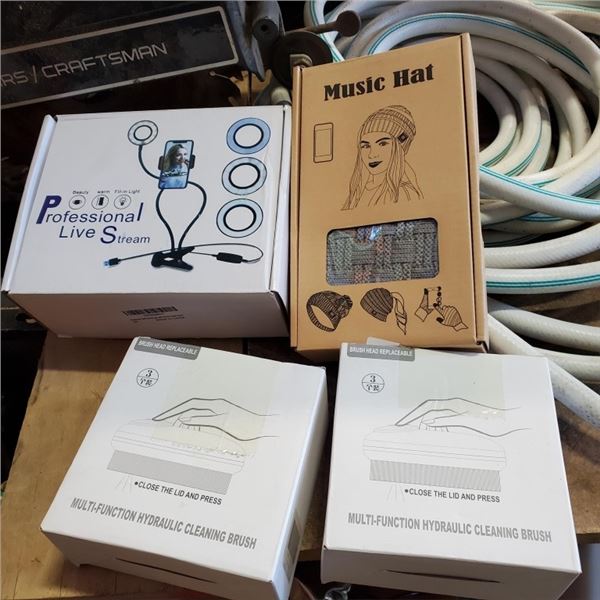 RS / CRAFTSMAN
Music Hat
Beauty warm Fill-in Light
Professional
Live Stream
BRUSH HEAD REPLACEABLE
3
•CLOSE THE LID AND PRESS
MULTI-FUNCTION HYDRAULIC CLEANING BRUSH
BRUSH HEAD REPLACEABLE
3
•CLOSE THE LID AND PRESS
MULTI-FUNCTION HYDRAULIC CLEANING BRUSH